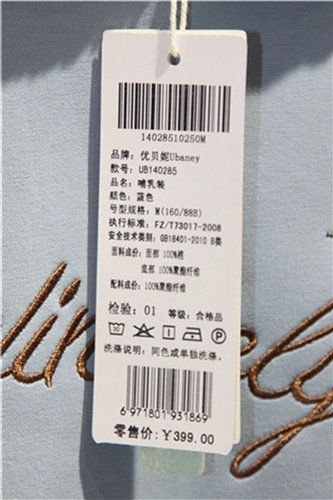 14028510250M
品牌：优贝妮Ubaney
款号：UB140285
品名：哺乳装
颜色：蓝色
号型规格：M(160/88B)
执行标准：FZ/T73017-2008
安全技术类别：GB18401-2010 B类
面料成份：面部 100%棉
底部 100%聚酯纤维
配料成份：100%聚酯纤维
检验：01 等级：合格品
洗涤说明：同色或单独洗涤.
6 971801 931869
零售价：¥399.00